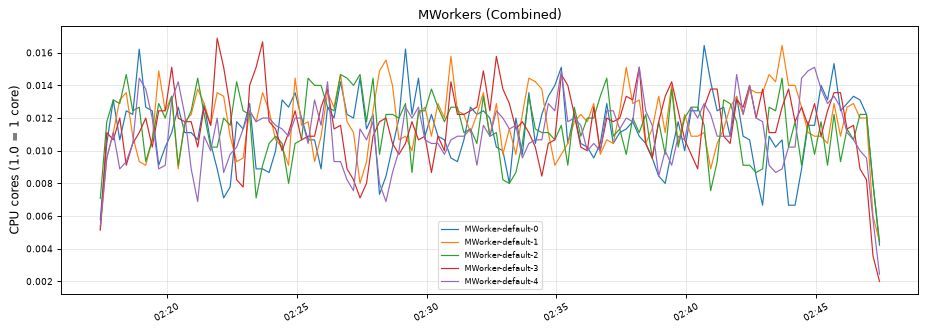 MWorkers (Combined)
CPU cores (1.0 = 1 core)
0.016
0.014
0.012
0.010
0.008
0.006
0.004
0.002
MWorker-default-0
MWorker-default-1
MWorker-default-2
MWorker-default-3
MWorker-default-4
02:20
02:25
02:30
02:35
02:40
02:45